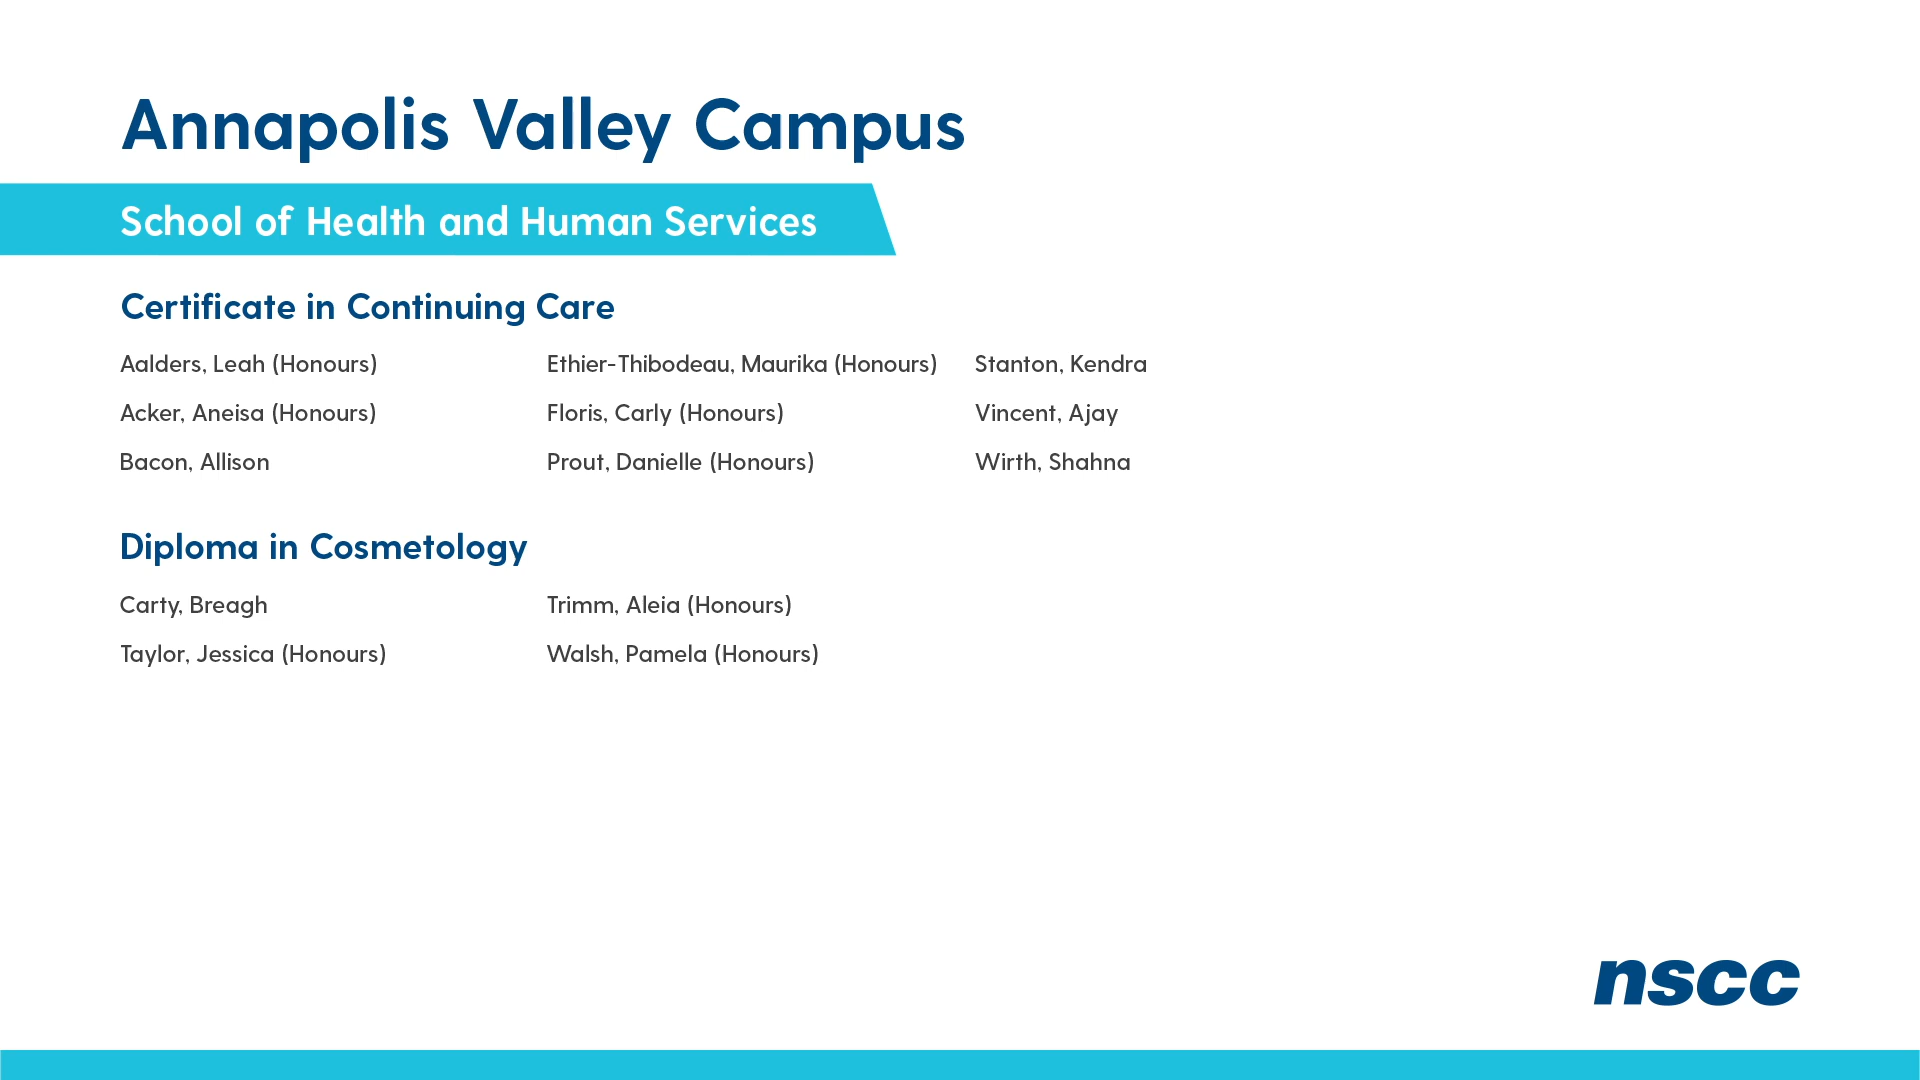 Annapolis Valley Campus
School of Health and Human Services
Certificate in Continuing Care
Aalders, Leah (Honours)
Acker, Aneisa (Honours)
Bacon, Allison
Ethier-Thibodeau, Maurika (Honours)
Floris, Carly (Honours)
Prout, Danielle (Honours)
Stanton, Kendra
Vincent, Ajay
Wirth, Shahna
Diploma in Cosmetology
Carty, Breagh
Taylor, Jessica (Honours)
Trimm, Aleia (Honours)
Walsh, Pamela (Honours)
nscc